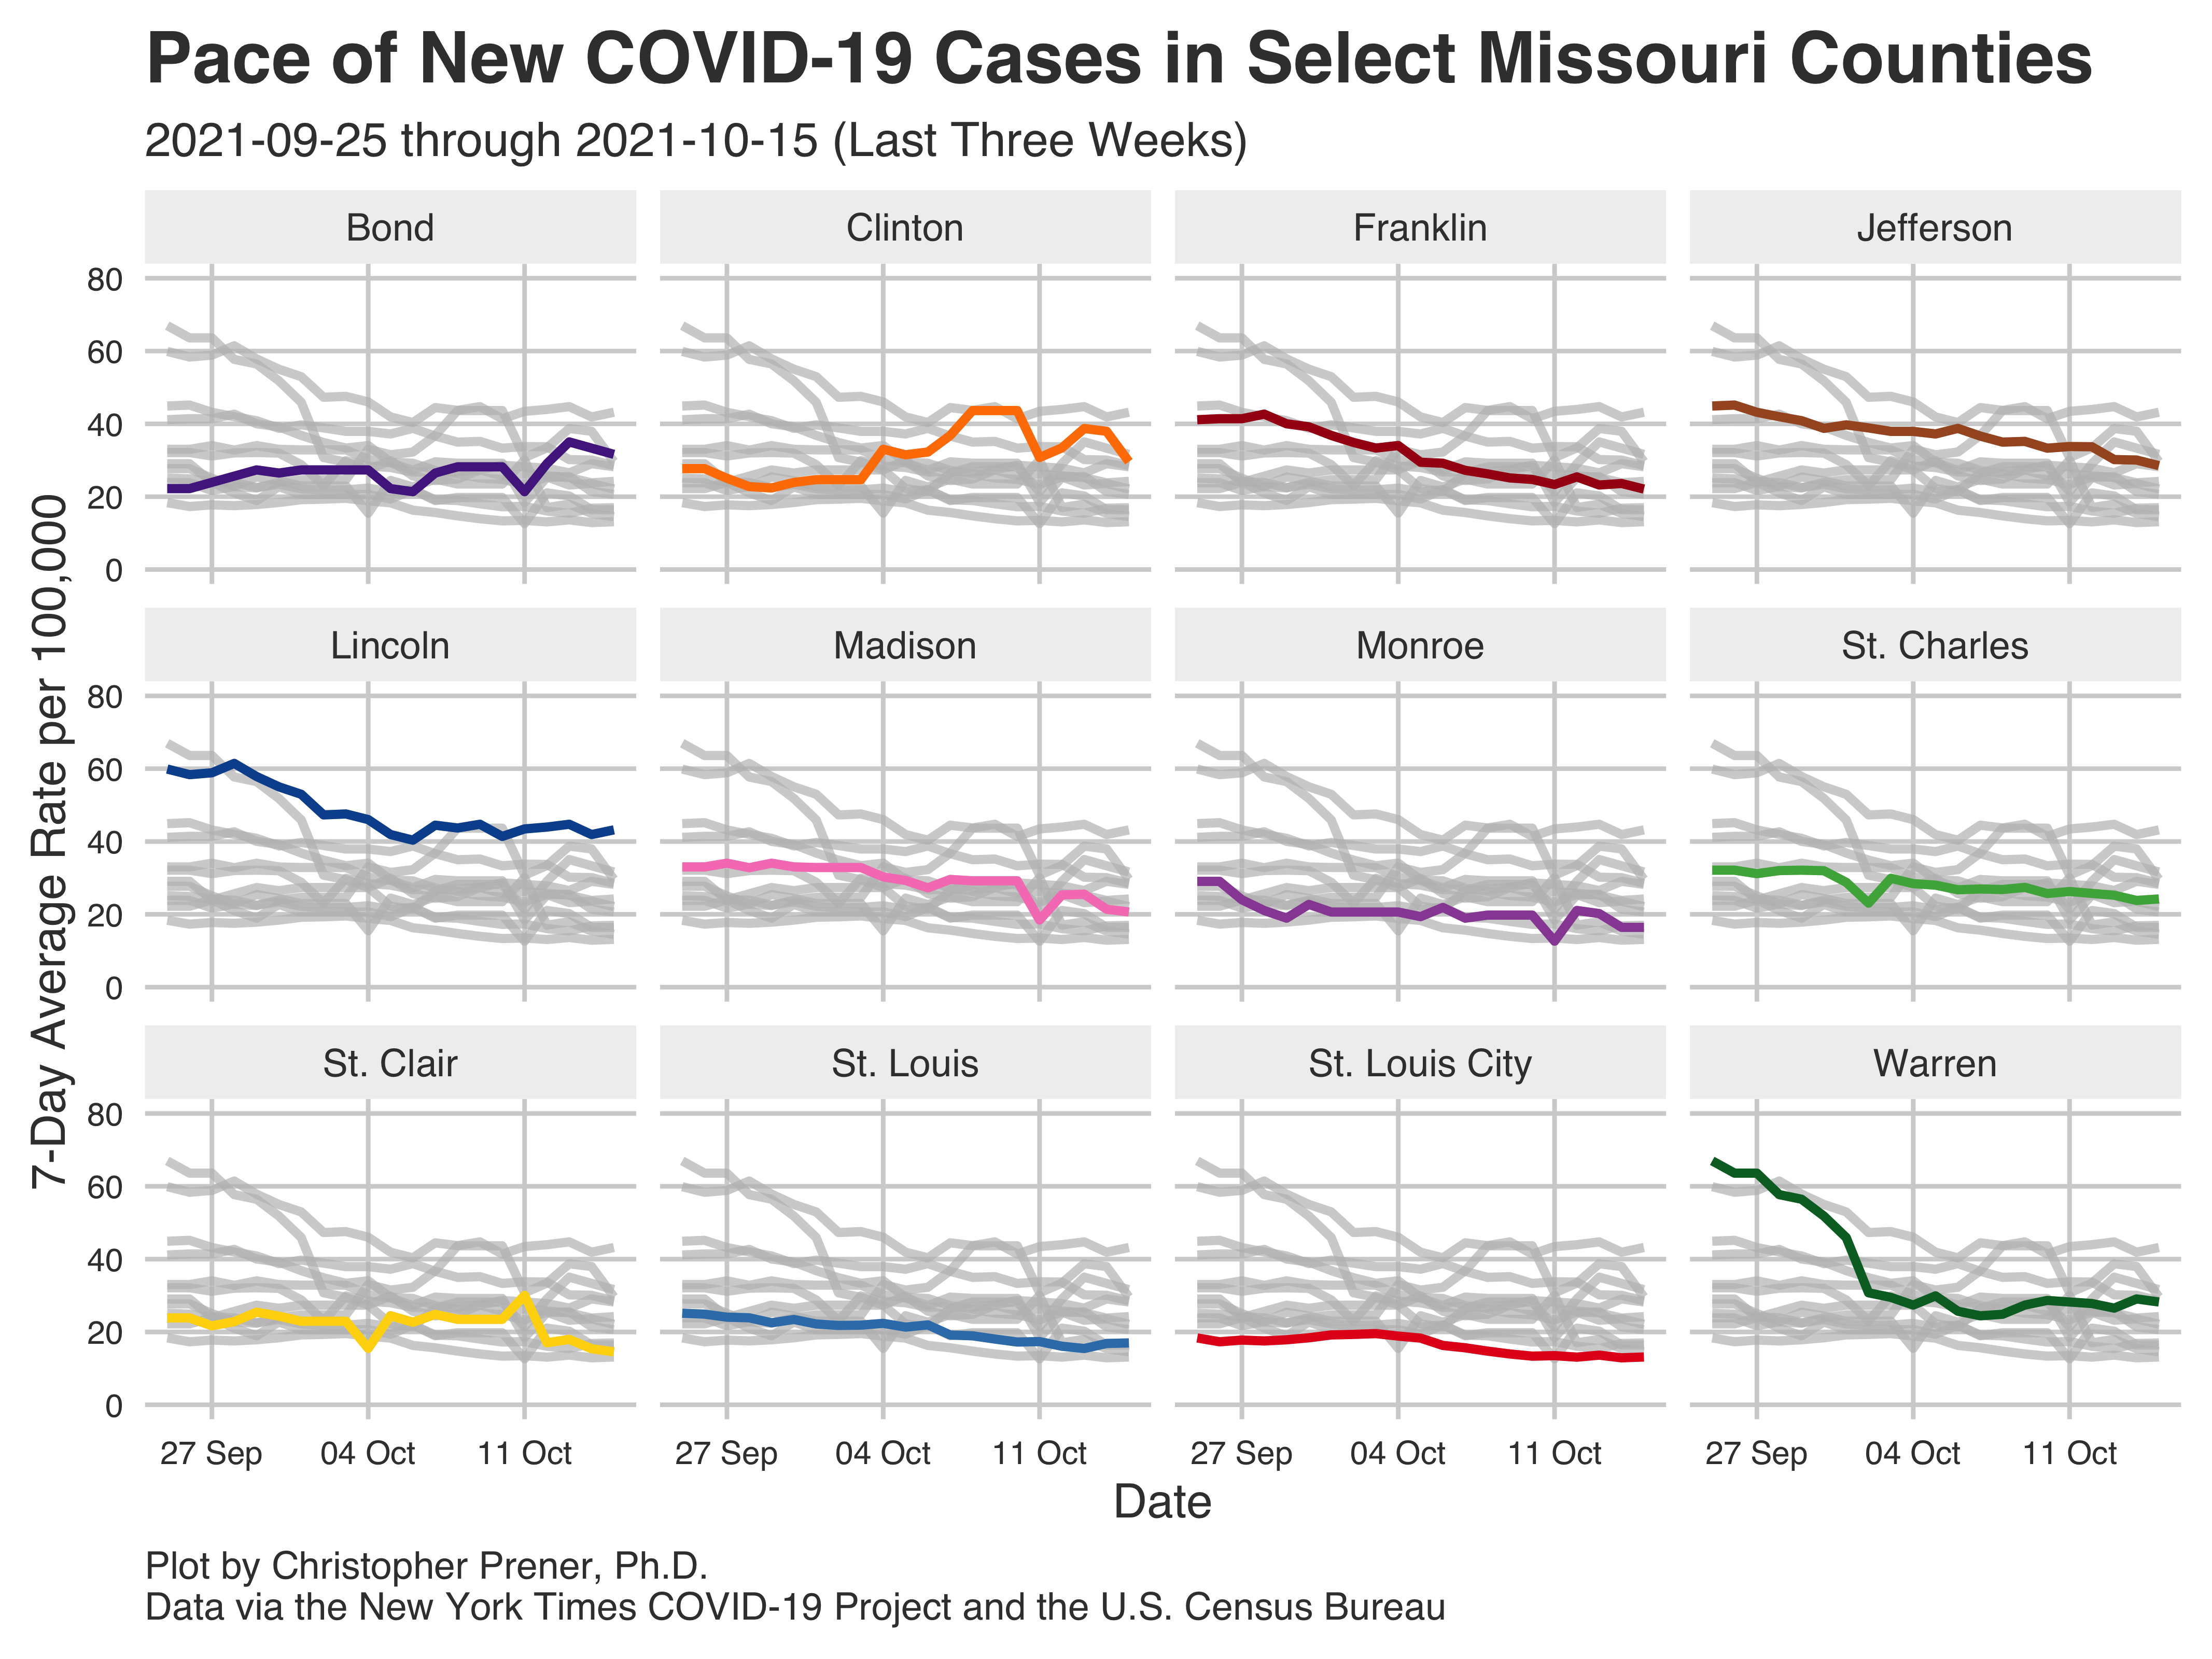 Pace of New COVID-19 Cases in Select Missouri Counties
2021-09-25 through 2021-10-15 (Last Three Weeks)
Bond
Clinton
Franklin
Jefferson
80
60
40
20
0
Lincoln
Madison
Monroe
St. Charles
80
60
40
20
0
St. Clair
St. Louis
St. Louis City
Warren
80
60
40
20
0
7-Day Average Rate per 100,000
27 Sep 04 Oct 11 Oct
27 Sep 04 Oct 11 Oct
27 Sep 04 Oct 11 Oct
27 Sep 04 Oct 11 Oct
Date
Plot by Christopher Prener, Ph.D.
Data via the New York Times COVID-19 Project and the U.S. Census Bureau